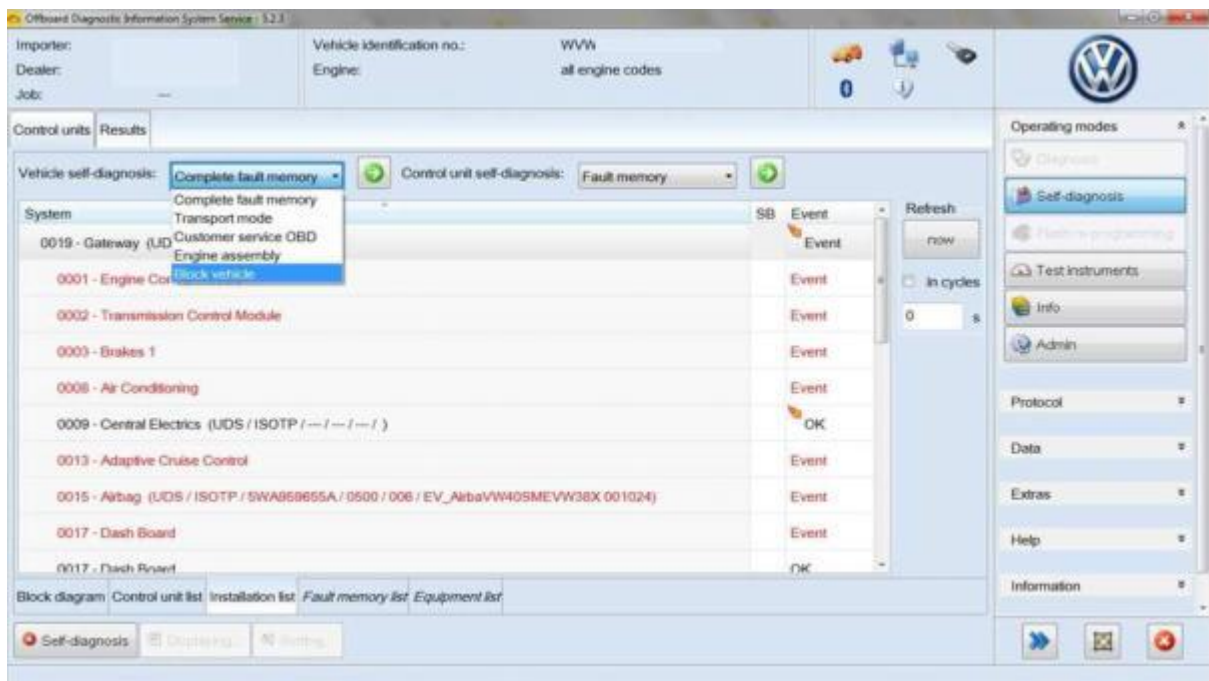 Offboard Diagnostic Information System Service - 5.2.3
Importer:
Dealer:
Job: ---
Vehicle identification no.: WVW
Engine: all engine codes
Control units Results
Vehicle self-diagnosis: Complete fault memory
Control unit self-diagnosis: Fault memory
Complete fault memory
Transport mode
Customer service OBD
Engine assembly
Block vehicle
System SB Event
0019 - Gateway (UD Event
0001 - Engine Con Event
0002 - Transmission Control Module Event
0003 - Brakes 1 Event
0008 - Air Conditioning Event
0009 - Central Electrics (UDS / ISOTP / --- / --- / --- / ) OK
0013 - Adaptive Cruise Control Event
0015 - Airbag (UDS / ISOTP / 5WA959655A / 0500 / 006 / EV_AirbaVW40SMEVW38X 001024) Event
0017 - Dash Board Event
0017 - Dash Board OK
Refresh
now
In cycles
0 s
Block diagram Control unit list Installation list Fault memory list Equipment list
Self-diagnosis
Operating modes
Diagnosis
Self-diagnosis
Test instruments
Info
Admin
Protocol
Data
Extras
Help
Information